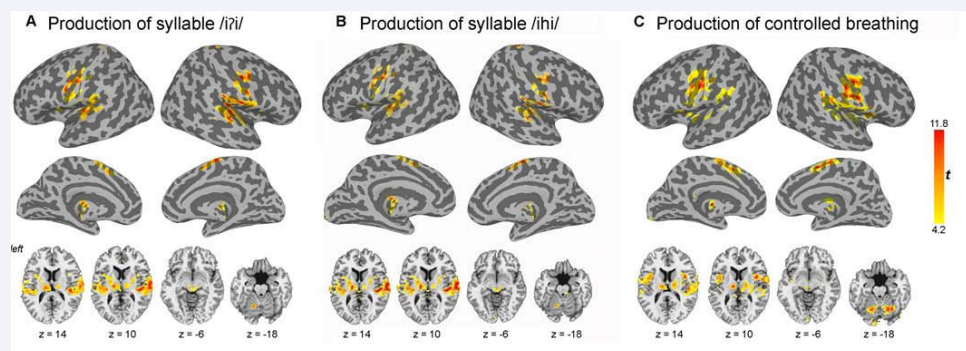 A Production of syllable /iʔi/
B Production of syllable /ihi/
C Production of controlled breathing
11.8
t
4.2
left
z = 14 z = 10 z = -6 z = -18
z = 14 z = 10 z = -6 z = -18
z = 14 z = 10 z = -6 z = -18